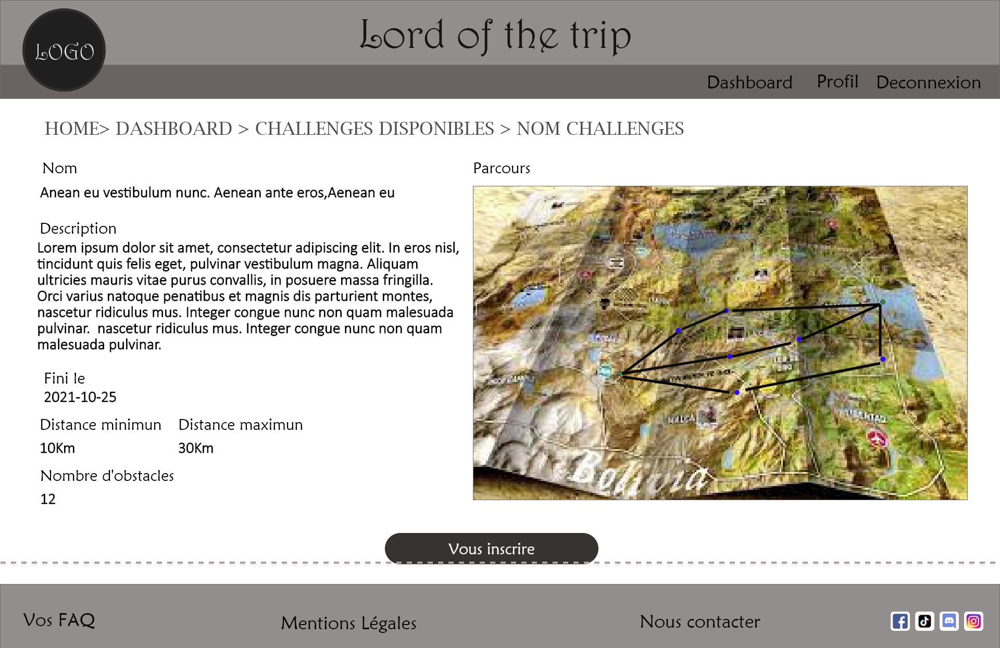 Lord of the trip
LOGO
Dashboard Profil Deconnexion
HOME> DASHBOARD > CHALLENGES DISPONIBLES > NOM CHALLENGES
Nom
Anean eu vestibulum nunc. Aenean ante eros,Aenean eu
Description
Lorem ipsum dolor sit amet, consectetur adipiscing elit. In eros nisl,
tincidunt quis felis eget, pulvinar vestibulum magna. Aliquam
ultricies mauris vitae purus convallis, in posuere massa fringilla.
Orci varius natoque penatibus et magnis dis parturient montes,
nascetur ridiculus mus. Integer congue nunc non quam malesuada
pulvinar.  nascetur ridiculus mus. Integer congue nunc non quam
malesuada pulvinar.
Fini le
2021-10-25
Distance minimun Distance maximun
10Km 30Km
Nombre d'obstacles
12
Parcours
Bolivia
Vous inscrire
Vos FAQ Mentions Légales Nous contacter